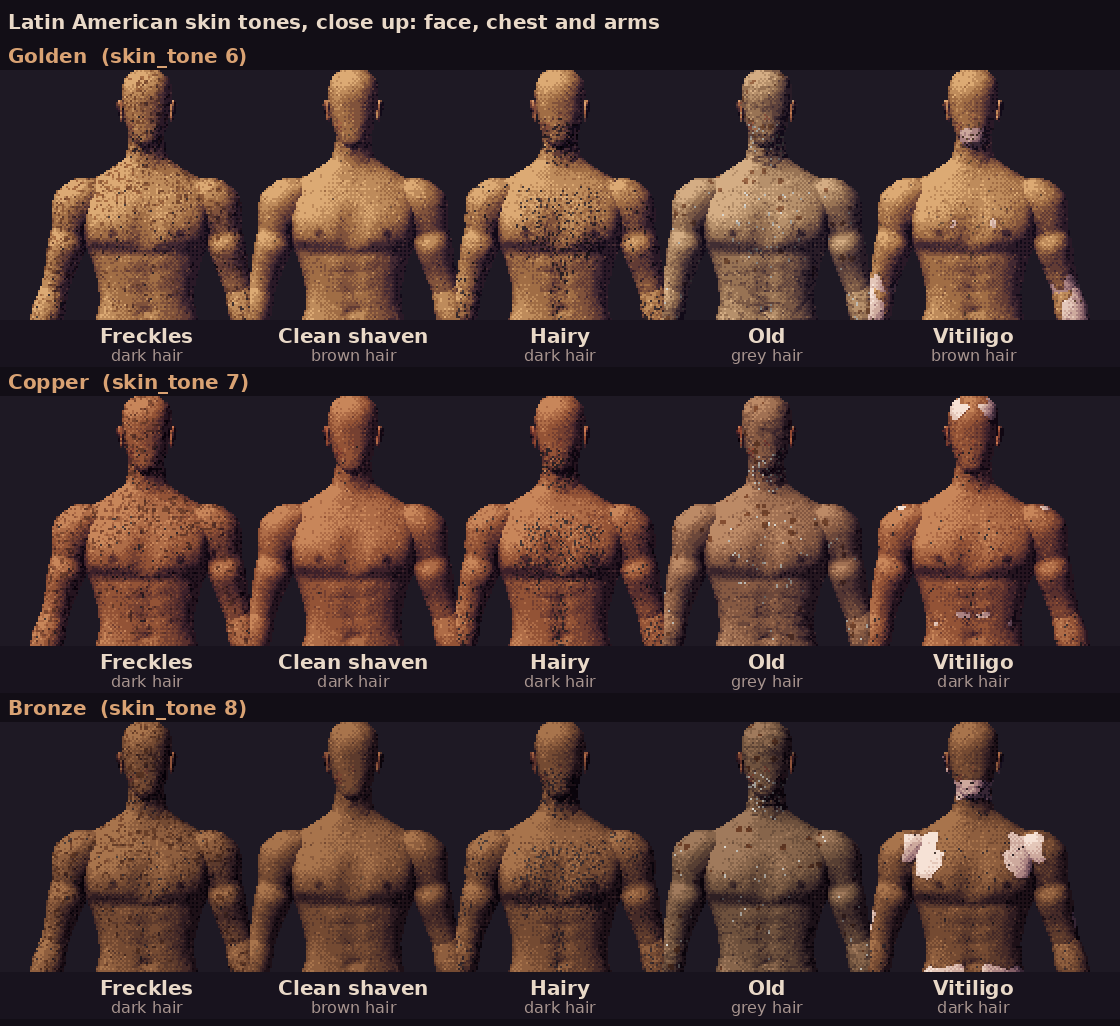 Latin American skin tones, close up: face, chest and arms
Golden (skin_tone 6)
Freckles Clean shaven Hairy Old Vitiligo
dark hair brown hair dark hair grey hair brown hair
Copper (skin_tone 7)
Freckles Clean shaven Hairy Old Vitiligo
dark hair dark hair dark hair grey hair dark hair
Bronze (skin_tone 8)
Freckles Clean shaven Hairy Old Vitiligo
dark hair brown hair dark hair grey hair dark hair